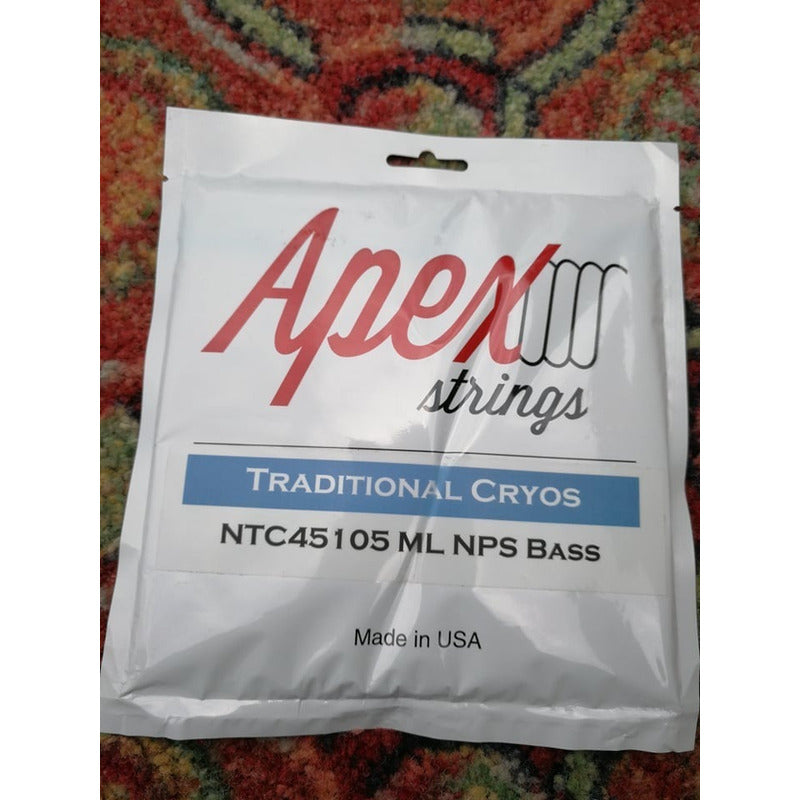 Apex
strings
TRADITIONAL CRYOS
NTC45105 ML NPS BASS
Made in USA